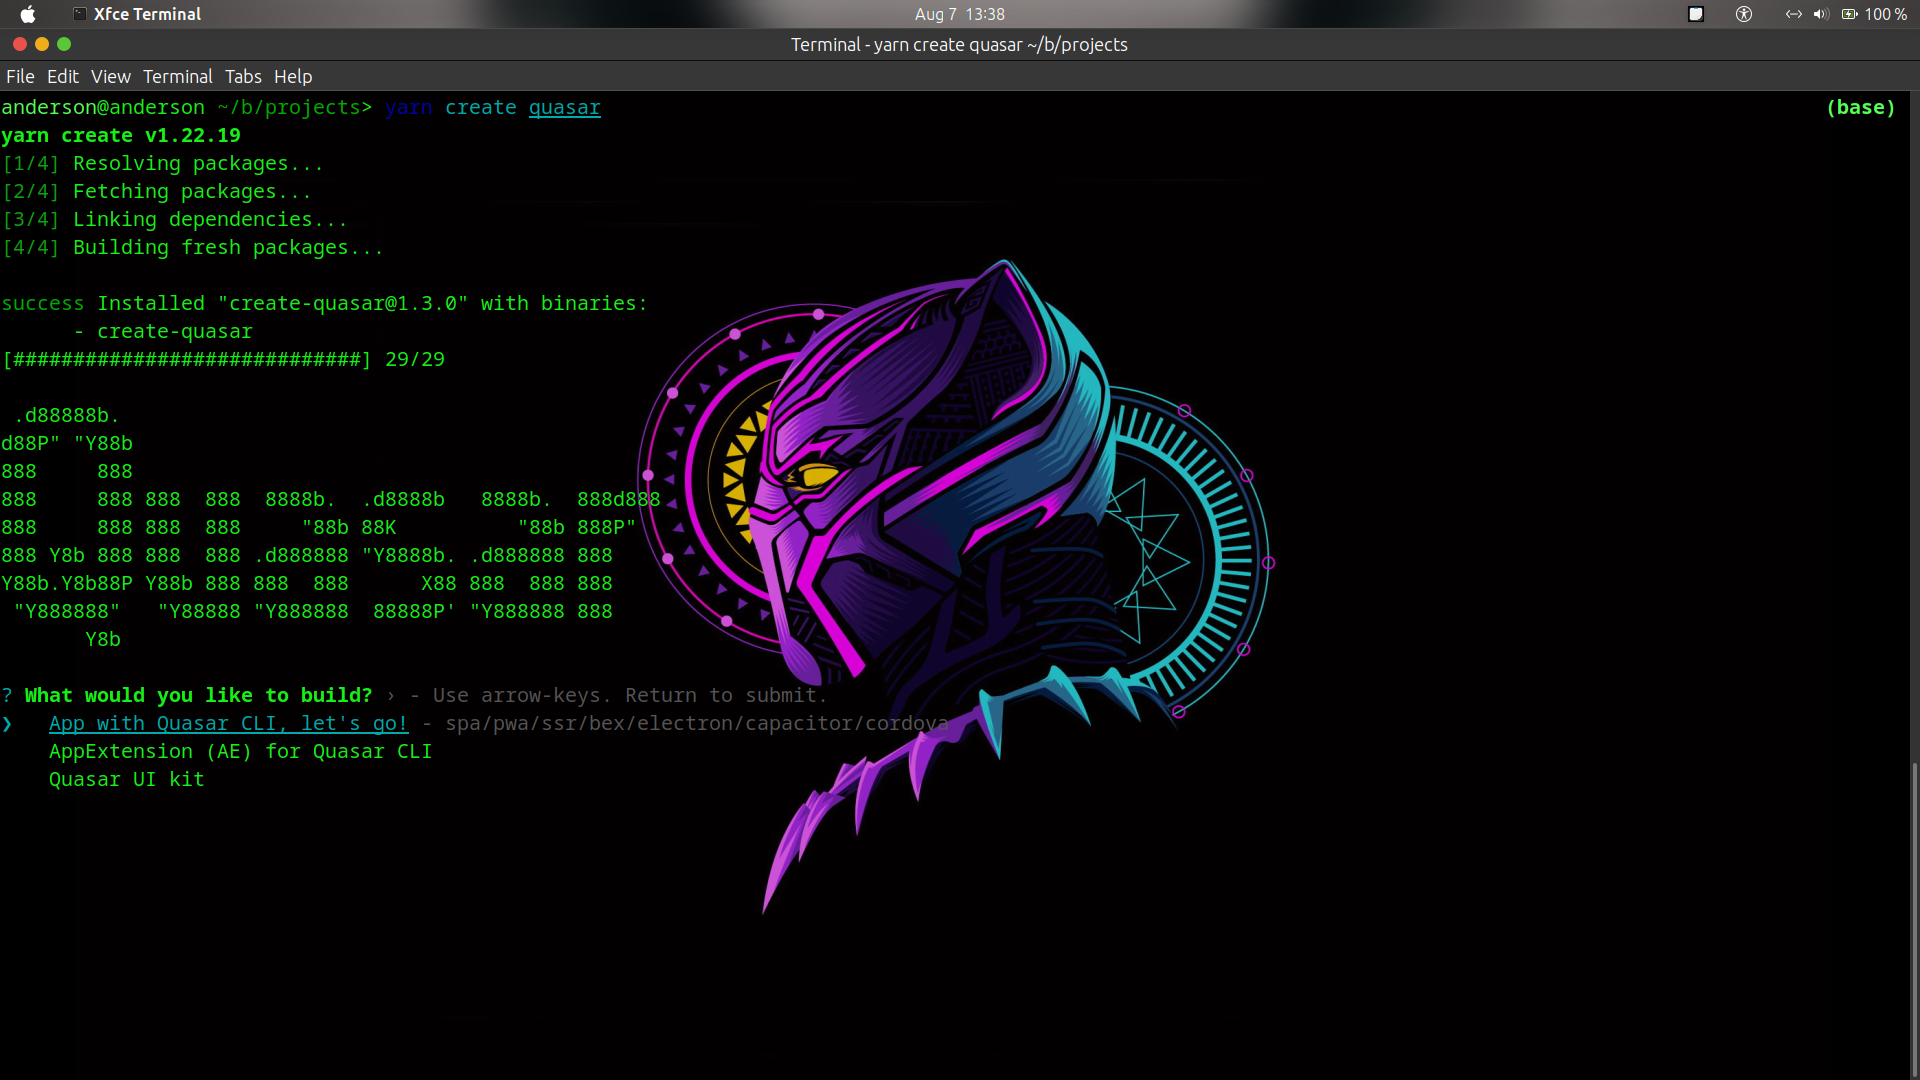 Xfce Terminal
Aug 7 13:38
100 %
Terminal - yarn create quasar ~/b/projects
File Edit View Terminal Tabs Help
anderson@anderson ~/b/projects> yarn create quasar (base)
yarn create v1.22.19
[1/4] Resolving packages...
[2/4] Fetching packages...
[3/4] Linking dependencies...
[4/4] Building fresh packages...
success Installed "create-quasar@1.3.0" with binaries:
      - create-quasar
[#############################] 29/29
 .d88888b.
d88P" "Y88b
888     888
888     888 888  888  8888b.  .d8888b   8888b.  888d888
888     888 888  888     "88b 88K          "88b 888P"
888 Y8b 888 888  888 .d888888 "Y8888b. .d888888 888
Y88b.Y8b88P Y88b 888 888  888      X88 888  888 888
 "Y888888"   "Y88888 "Y888888  88888P' "Y888888 888
       Y8b
? What would you like to build? › - Use arrow-keys. Return to submit.
❯   App with Quasar CLI, let's go! - spa/pwa/ssr/bex/electron/capacitor/cordova
    AppExtension (AE) for Quasar CLI
    Quasar UI kit